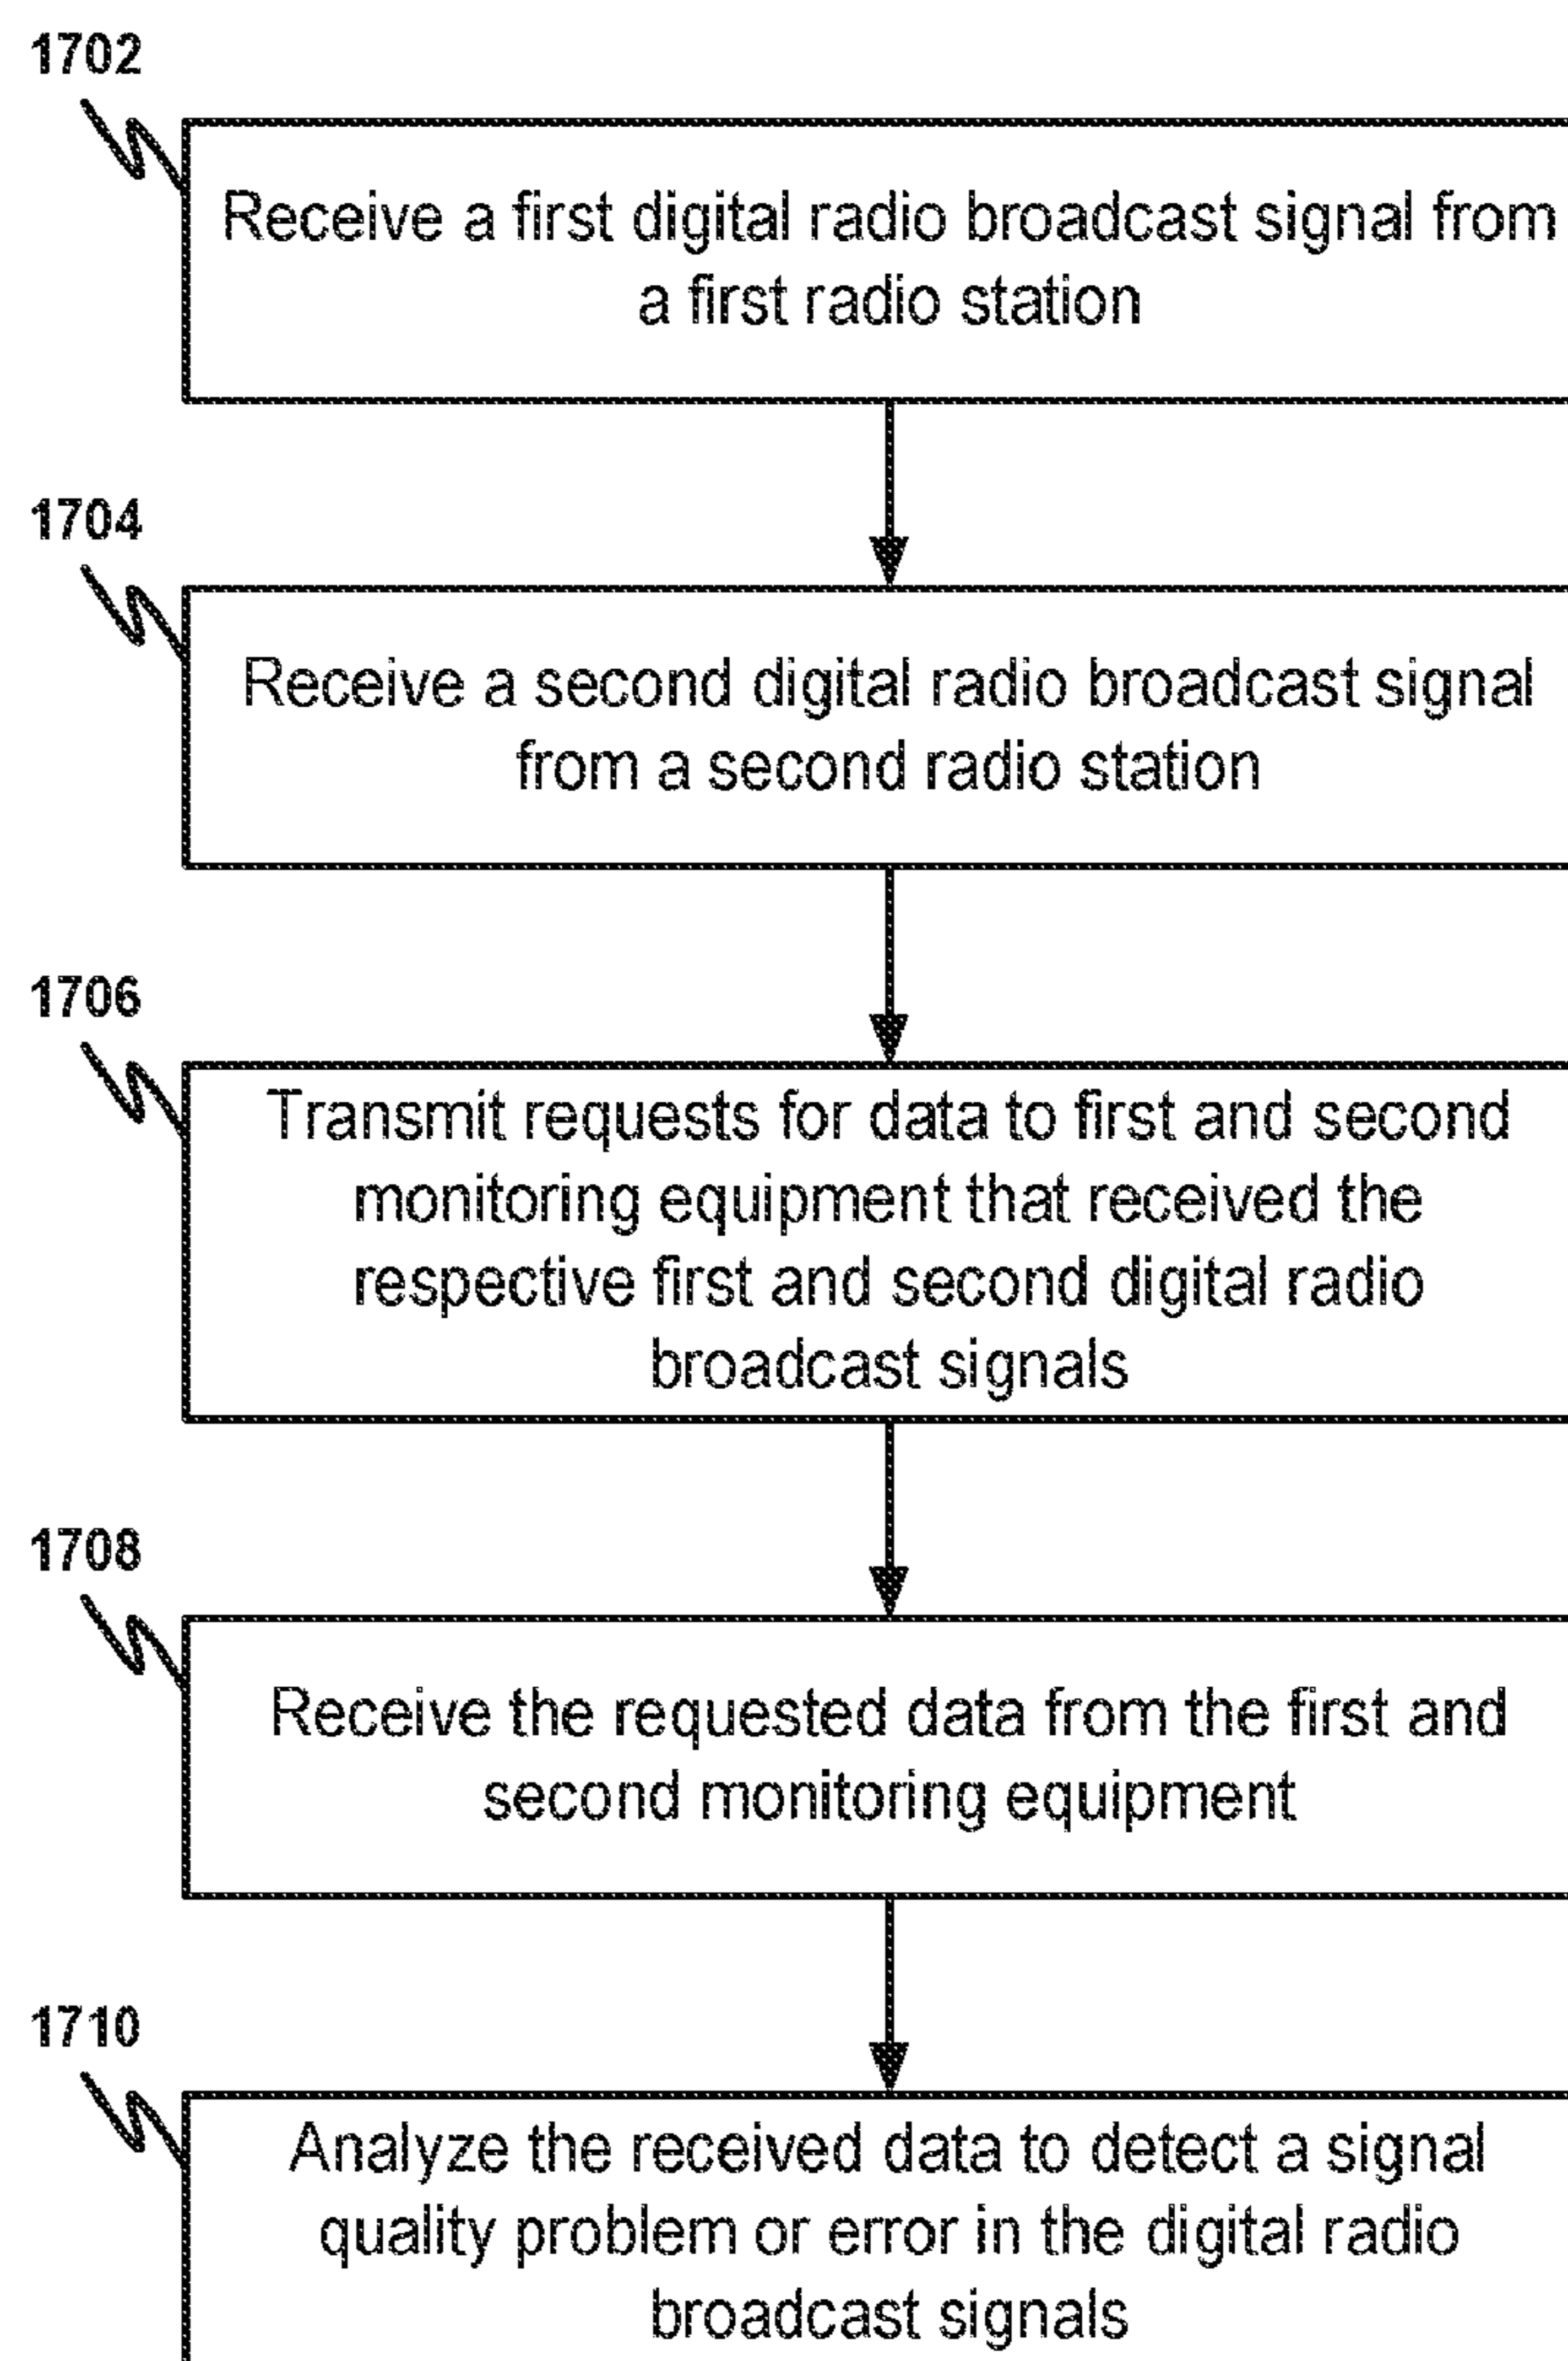 1702
Receive a first digital radio broadcast signal from
a first radio station
1704
Receive a second digital radio broadcast signal
from a second radio station
1706
Transmit requests for data to first and second
monitoring equipment that received the
respective first and second digital radio
broadcast signals
1708
Receive the requested data from the first and
second monitoring equipment
1710
Analyze the received data to detect a signal
quality problem or error in the digital radio
broadcast signals